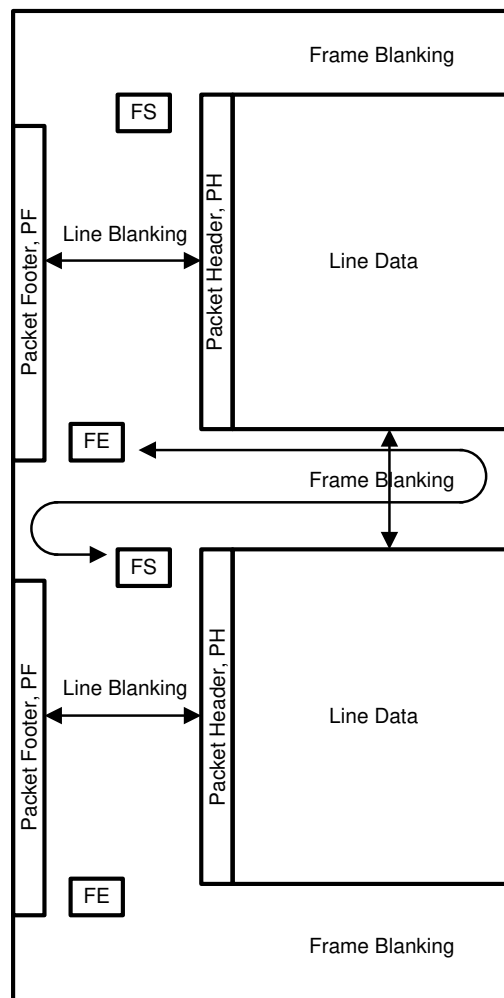 Frame Blanking
FS
Packet Footer, PF
Line Blanking
Packet Header, PH
Line Data
FE
Frame Blanking
FS
Packet Footer, PF
Line Blanking
Packet Header, PH
Line Data
FE
Frame Blanking